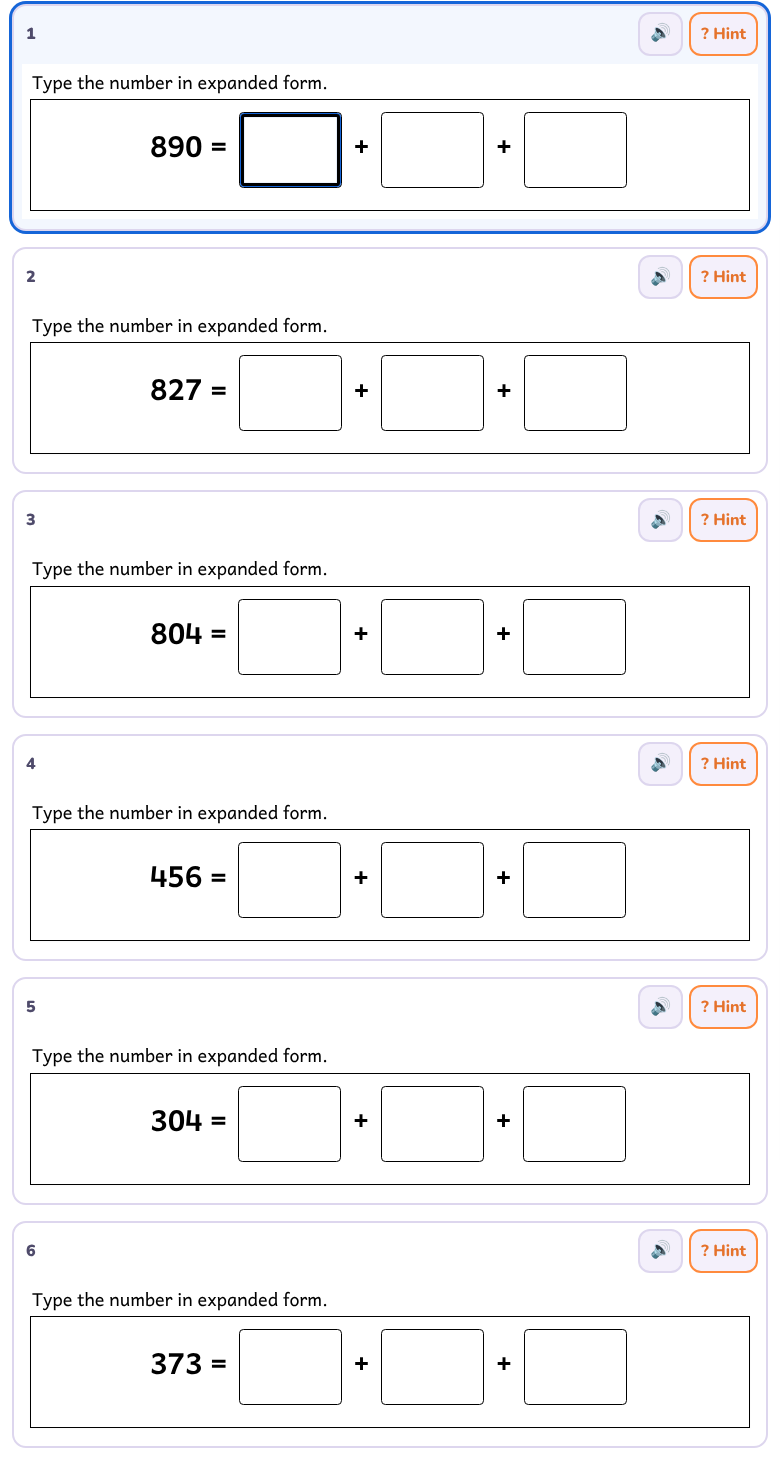 1 ? Hint
Type the number in expanded form.
890 = + +
2 ? Hint
Type the number in expanded form.
827 = + +
3 ? Hint
Type the number in expanded form.
804 = + +
4 ? Hint
Type the number in expanded form.
456 = + +
5 ? Hint
Type the number in expanded form.
304 = + +
6 ? Hint
Type the number in expanded form.
373 = + +